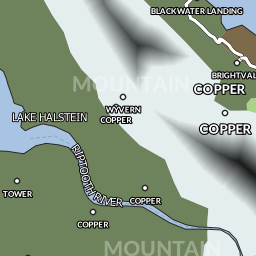 BLACKWATER LANDING
BRIGHTVAL
MOUNTAIN
COPPER
WYVERN
COPPER
LAKE HALSTEIN
COPPER
RIPTOOTH RIVER
TOWER
COPPER
COPPER
MOUNTAIN